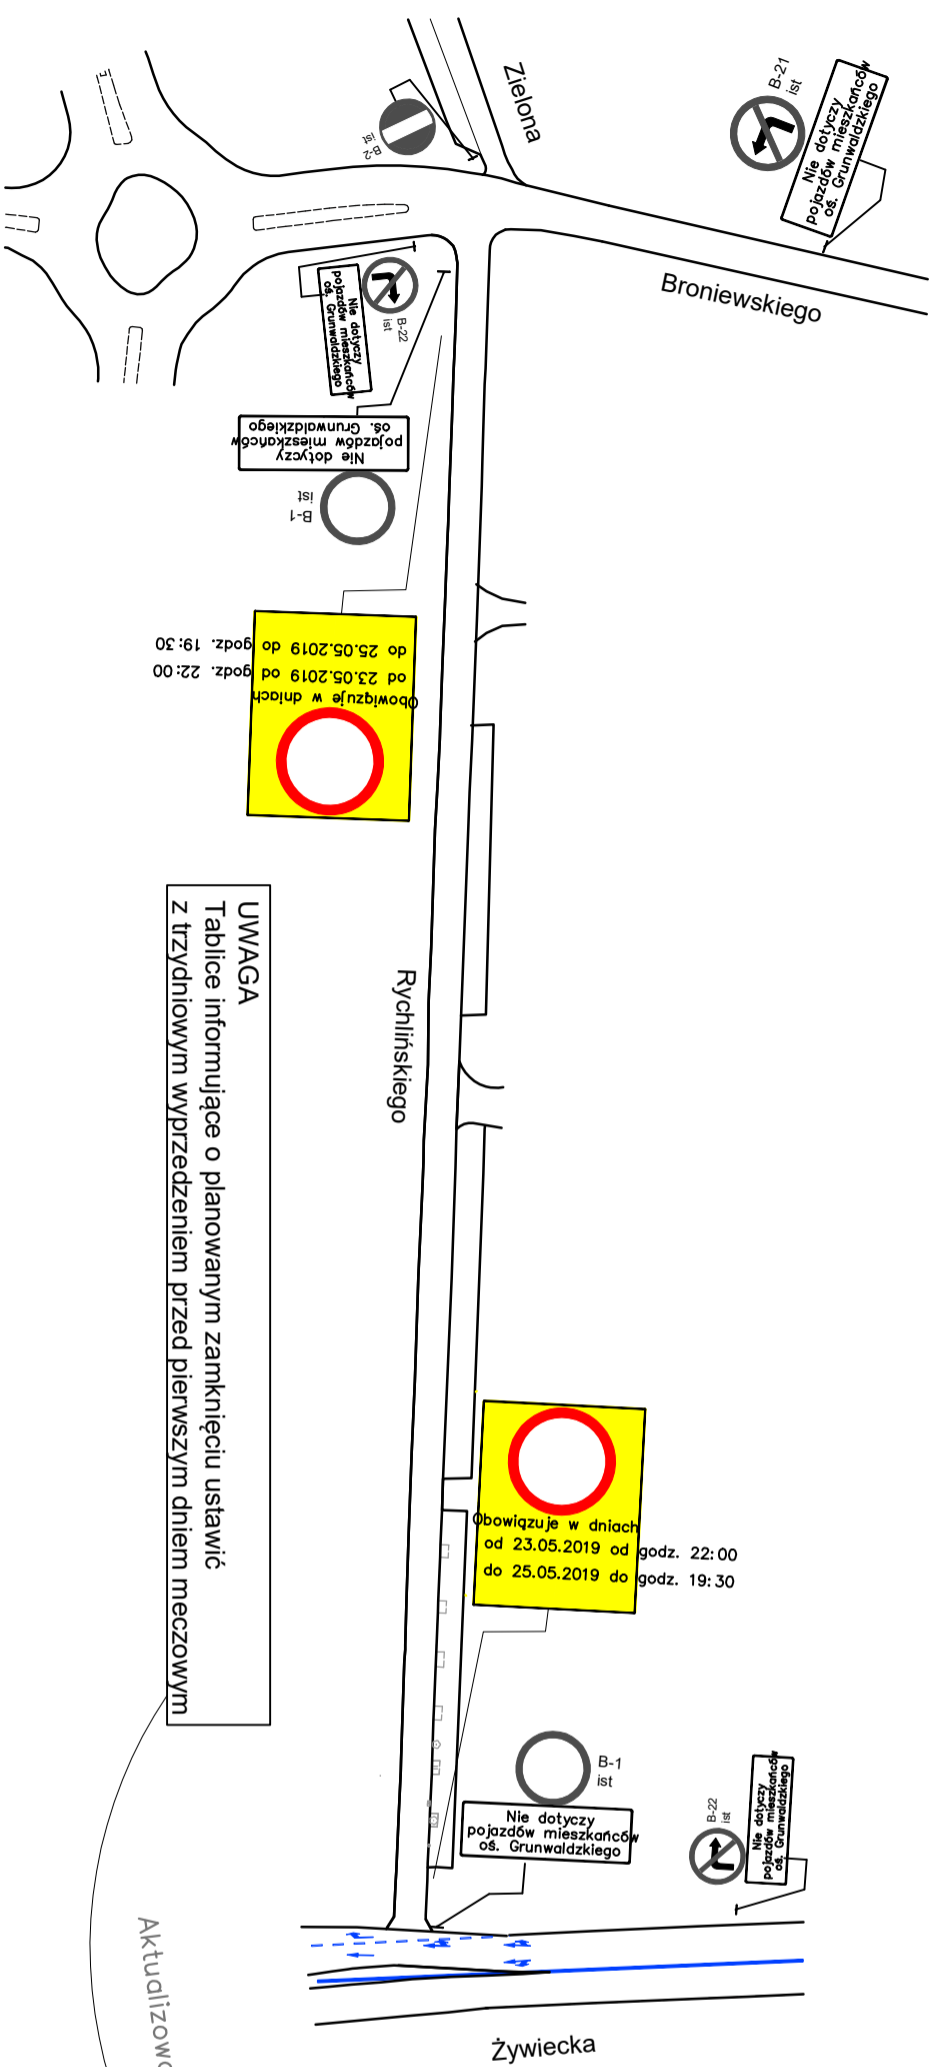 Zielona
B-21
ist
Nie dotyczy
pojazdów mieszkańców
oś. Grunwaldzkiego
B-2
ist
Broniewskiego
B-22
ist
Nie dotyczy
pojazdów mieszkańców
oś. Grunwaldzkiego
Nie dotyczy
pojazdów mieszkańców
oś. Grunwaldzkiego
B-1
ist
Obowiązuje w dniach
od 23.05.2019 od godz. 22:00
do 25.05.2019 do godz. 19:30
UWAGA
Tablice informujące o planowanym zamknięciu ustawić
z trzydniowym wyprzedzeniem przed pierwszym dniem meczowym
Rychlińskiego
Obowiązuje w dniach
od 23.05.2019 od godz. 22:00
do 25.05.2019 do godz. 19:30
B-1
ist
Nie dotyczy
pojazdów mieszkańców
oś. Grunwaldzkiego
B-22
ist
Nie dotyczy
pojazdów mieszkańców
oś. Grunwaldzkiego
Żywiecka